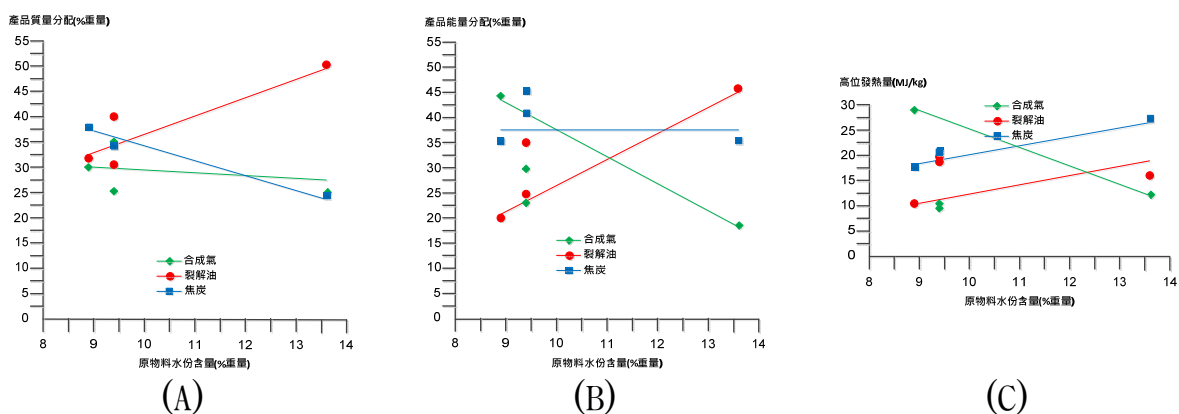 產品質量分配(%重量)
55
50
45
40
35
30
25
20
15
10
5
0
8 9 10 11 12 13 14
原物料水份含量(%重量)
合成氣
裂解油
焦炭
(A)
產品能量分配(%重量)
55
50
45
40
35
30
25
20
15
10
5
0
8 9 10 11 12 13 14
原物料水份含量(%重量)
合成氣
裂解油
焦炭
(B)
高位發熱量(MJ/kg)
30
25
20
15
10
5
0
8 9 10 11 12 13 14
原物料水份含量(%重量)
合成氣
裂解油
焦炭
(C)